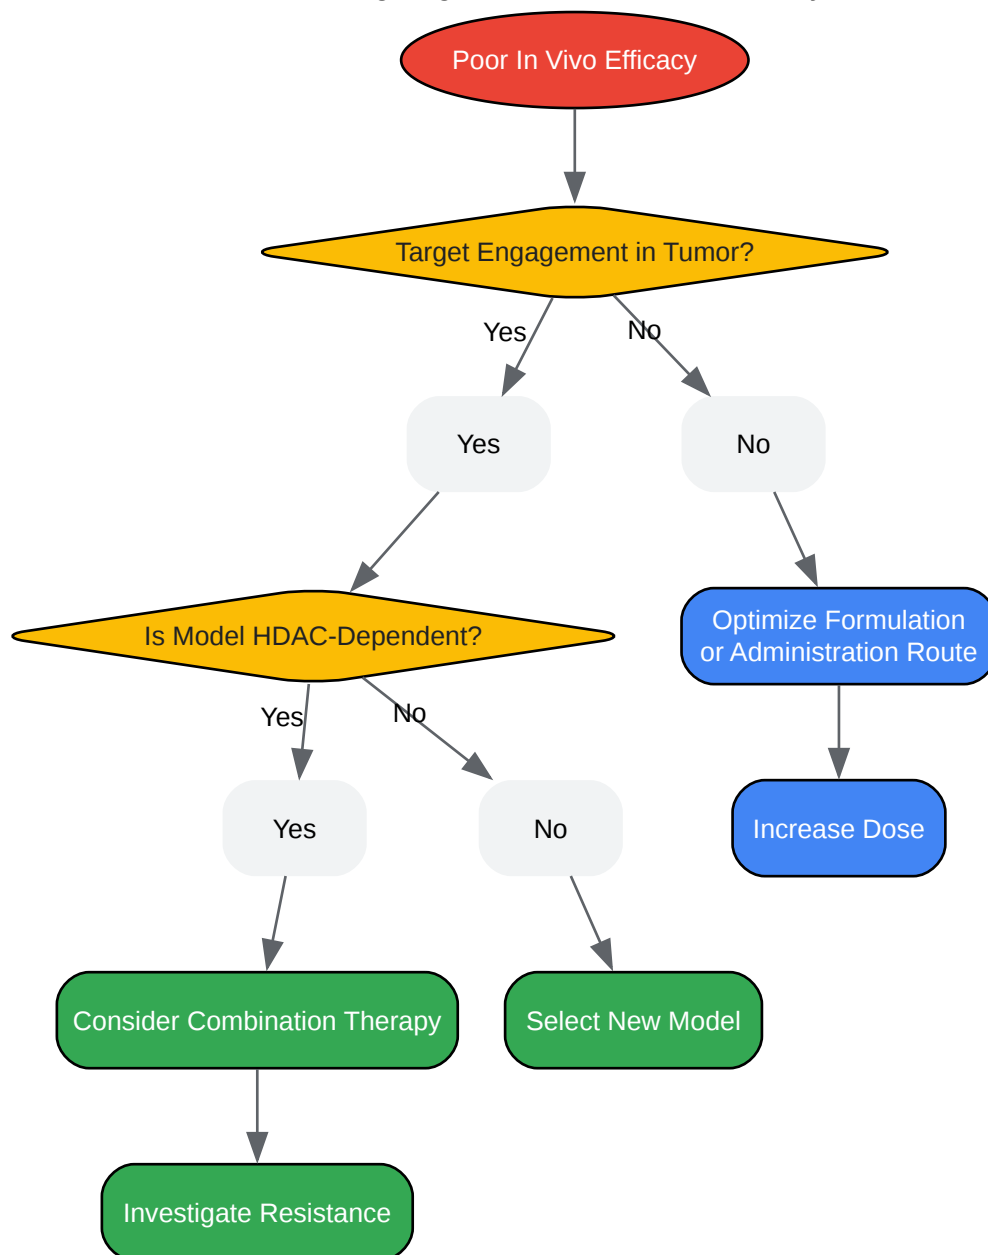 Poor In Vivo Efficacy
Target Engagement in Tumor?
Yes
No
Yes
No
Optimize Formulation
or Administration Route
Is Model HDAC-Dependent?
Yes
No
Increase Dose
Yes
No
Consider Combination Therapy
Select New Model
Investigate Resistance